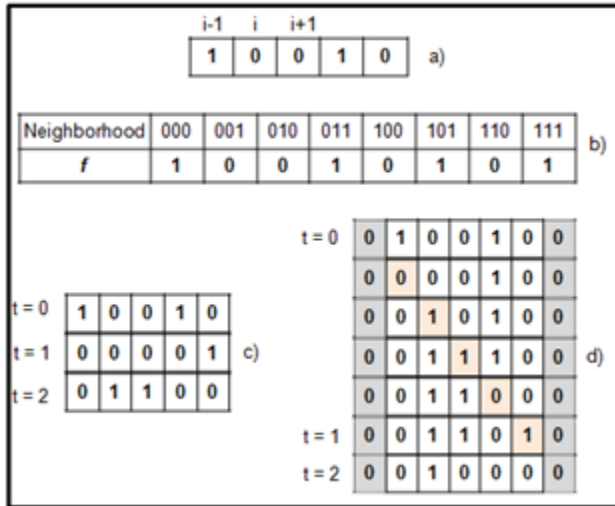 i-1 i i+1
1 0 0 1 0 a)
Neighborhood 000 001 010 011 100 101 110 111
f 1 0 0 1 0 1 0 1 b)
t = 0 1 0 0 1 0
t = 1 0 0 0 0 1 c)
t = 2 0 1 1 0 0
t = 0 0 1 0 0 1 0 0
0 0 0 0 1 0 0
0 0 1 0 1 0 0
0 0 1 1 1 0 0 d)
0 0 1 1 0 0 0
t = 1 0 0 1 1 0 1 0
t = 2 0 0 1 0 0 0 0